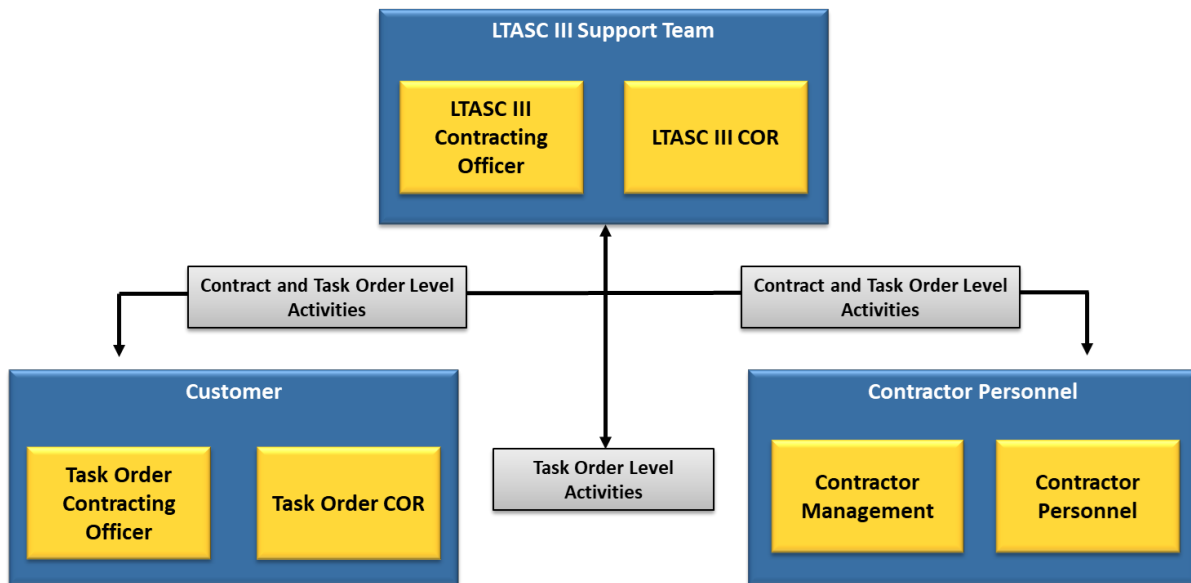 LTASC III Support Team
LTASC III
Contracting
Officer
LTASC III COR
Contract and Task Order Level
Activities
Contract and Task Order Level
Activities
Customer
Task Order
Contracting
Officer
Task Order COR
Task Order Level
Activities
Contractor Personnel
Contractor
Management
Contractor
Personnel